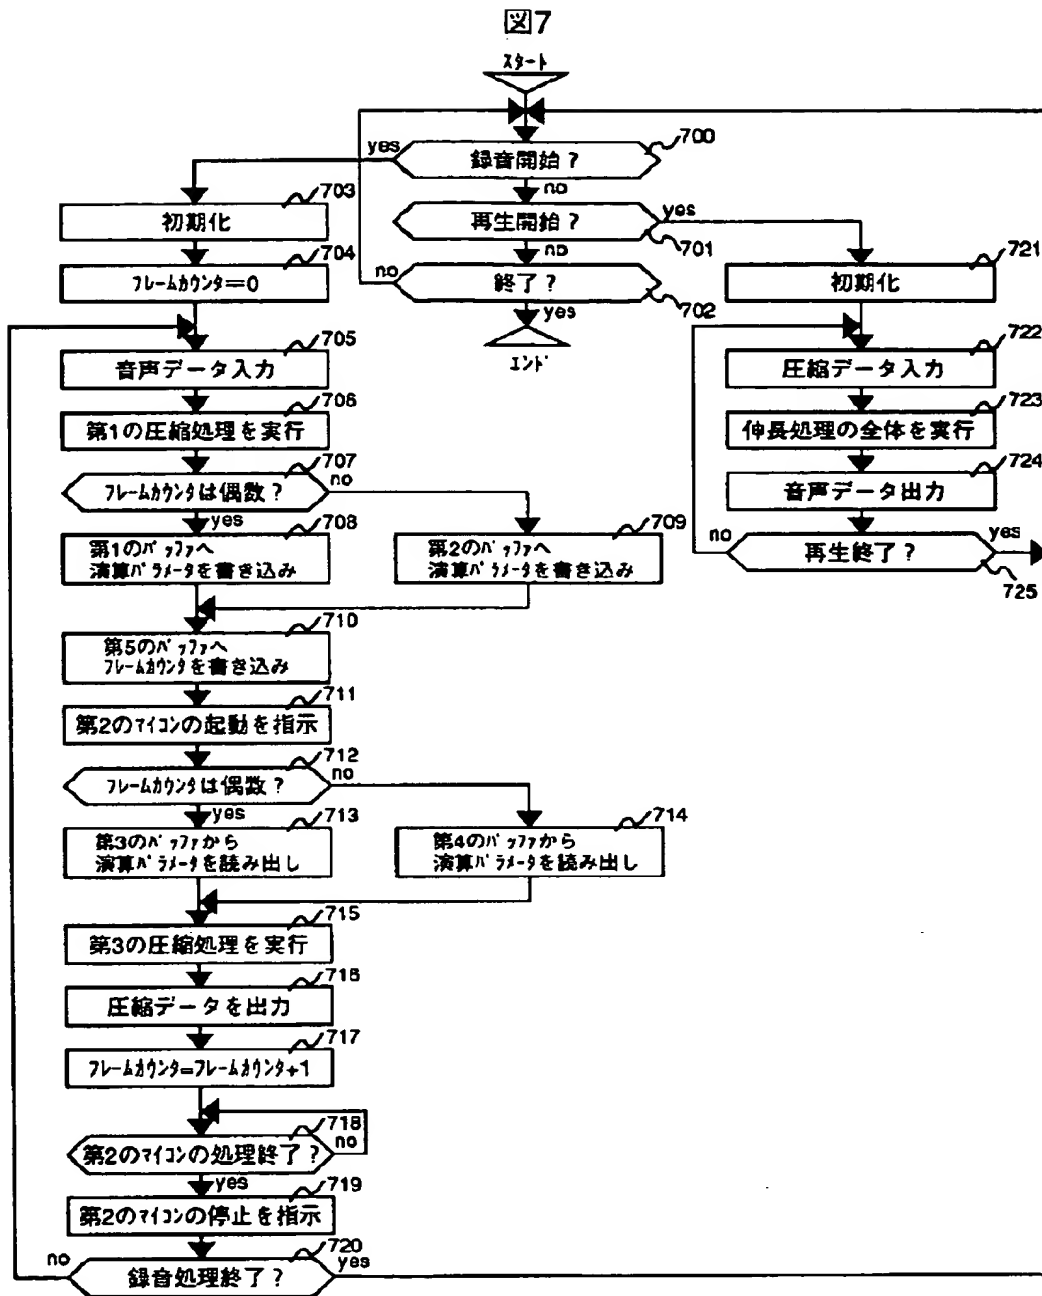 図7
スタート
700
yes
録音開始?
no
703
初期化
再生開始?
yes
701
no
704
フレームカウンタ=0
no
終了?
702
yes
エンド
721
初期化
705
音声データ入力
722
圧縮データ入力
706
第1の圧縮処理を実行
723
伸長処理の全体を実行
707
フレームカウンタは偶数?
no
724
音声データ出力
yes
708
第1のバッファへ
演算パラメータを書き込み
709
第2のバッファへ
演算パラメータを書き込み
no
再生終了?
yes
725
710
第5のバッファへ
フレームカウンタを書き込み
711
第2のマイコンの起動を指示
712
フレームカウンタは偶数?
no
yes
713
第3のバッファから
演算パラメータを読み出し
714
第4のバッファから
演算パラメータを読み出し
715
第3の圧縮処理を実行
716
圧縮データを出力
717
フレームカウンタ=フレームカウンタ+1
718
第2のマイコンの処理終了?
no
yes
719
第2のマイコンの停止を指示
720
no
録音処理終了?
yes